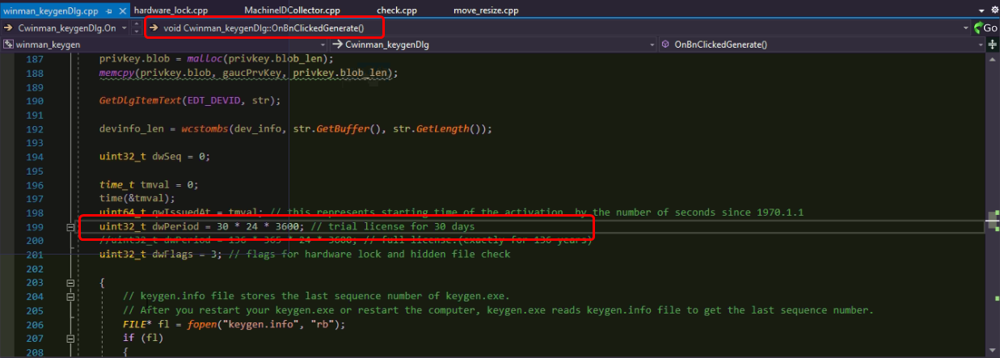 winman_keygenDlg.cpp hardware_lock.cpp MachineIDCollector.cpp check.cpp move_resize.cpp
Cwinman_keygenDlg.On void Cwinman_keygenDlg::OnBnClickedGenerate() Go
winman_keygen Cwinman_keygenDlg OnBnClickedGenerate()
187 privkey.blob = malloc(privkey.blob_len);
188 memcpy(privkey.blob, gaucPrvKey, privkey.blob_len);
189
190 GetDlgItemText(EDT_DEVID, str);
191
192 devinfo_len = wcstombs(dev_info, str.GetBuffer(), str.GetLength());
193
194 uint32_t dwSeq = 0;
195
196 time_t tmval = 0;
197 time(&tmval);
198 uint64_t qwIssuedAt = tmval; // this represents starting time of the activation, by the number of seconds since 1970.1.1
199 uint32_t dwPeriod = 30 * 24 * 3600; // trial license for 30 days
200 //uint32_t dwPeriod = 136 * 365 * 24 * 3600; // full license.(exactly for 136 years)
201 uint32_t dwFlags = 3; // flags for hardware lock and hidden file check
202
203 {
204 // keygen.info file stores the last sequence number of keygen.exe.
205 // After you restart your keygen.exe or restart the computer, keygen.exe reads keygen.info file to get the last sequence number.
206 FILE* fl = fopen("keygen.info", "rb");
207 if (fl)
208 {